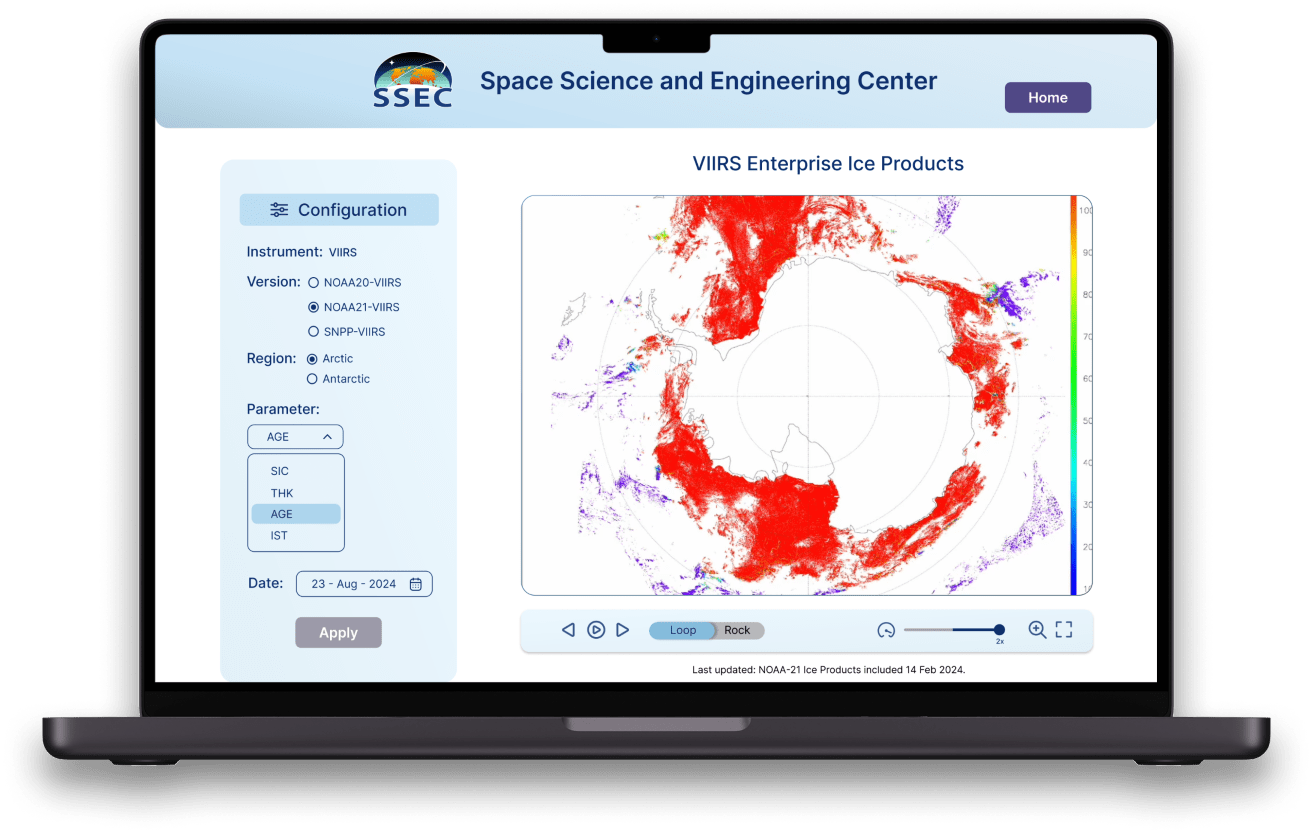 SSEC
Space Science and Engineering Center
Home
Configuration
Instrument: VIIRS
Version: NOAA20-VIIRS
NOAA21-VIIRS
SNPP-VIIRS
Region: Arctic
Antarctic
Parameter:
AGE
SIC
THK
AGE
IST
Date: 23 - Aug - 2024
Apply
VIIRS Enterprise Ice Products
100
90
80
70
60
50
40
30
20
10
Loop Rock
2x
Last updated: NOAA-21 Ice Products included 14 Feb 2024.